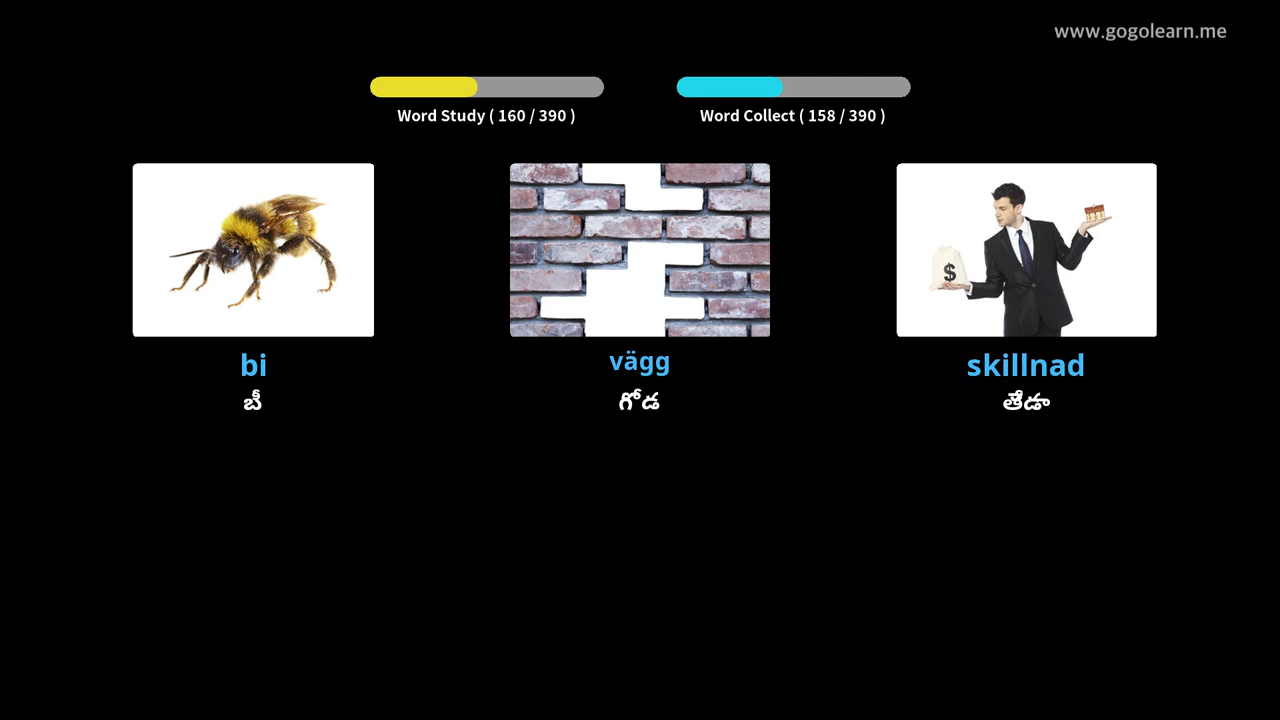 www.gogolearn.me
Word Study ( 160 / 390 )
Word Collect ( 158 / 390 )
$
bi
vägg
skillnad
బీ
గోడ
తేడా